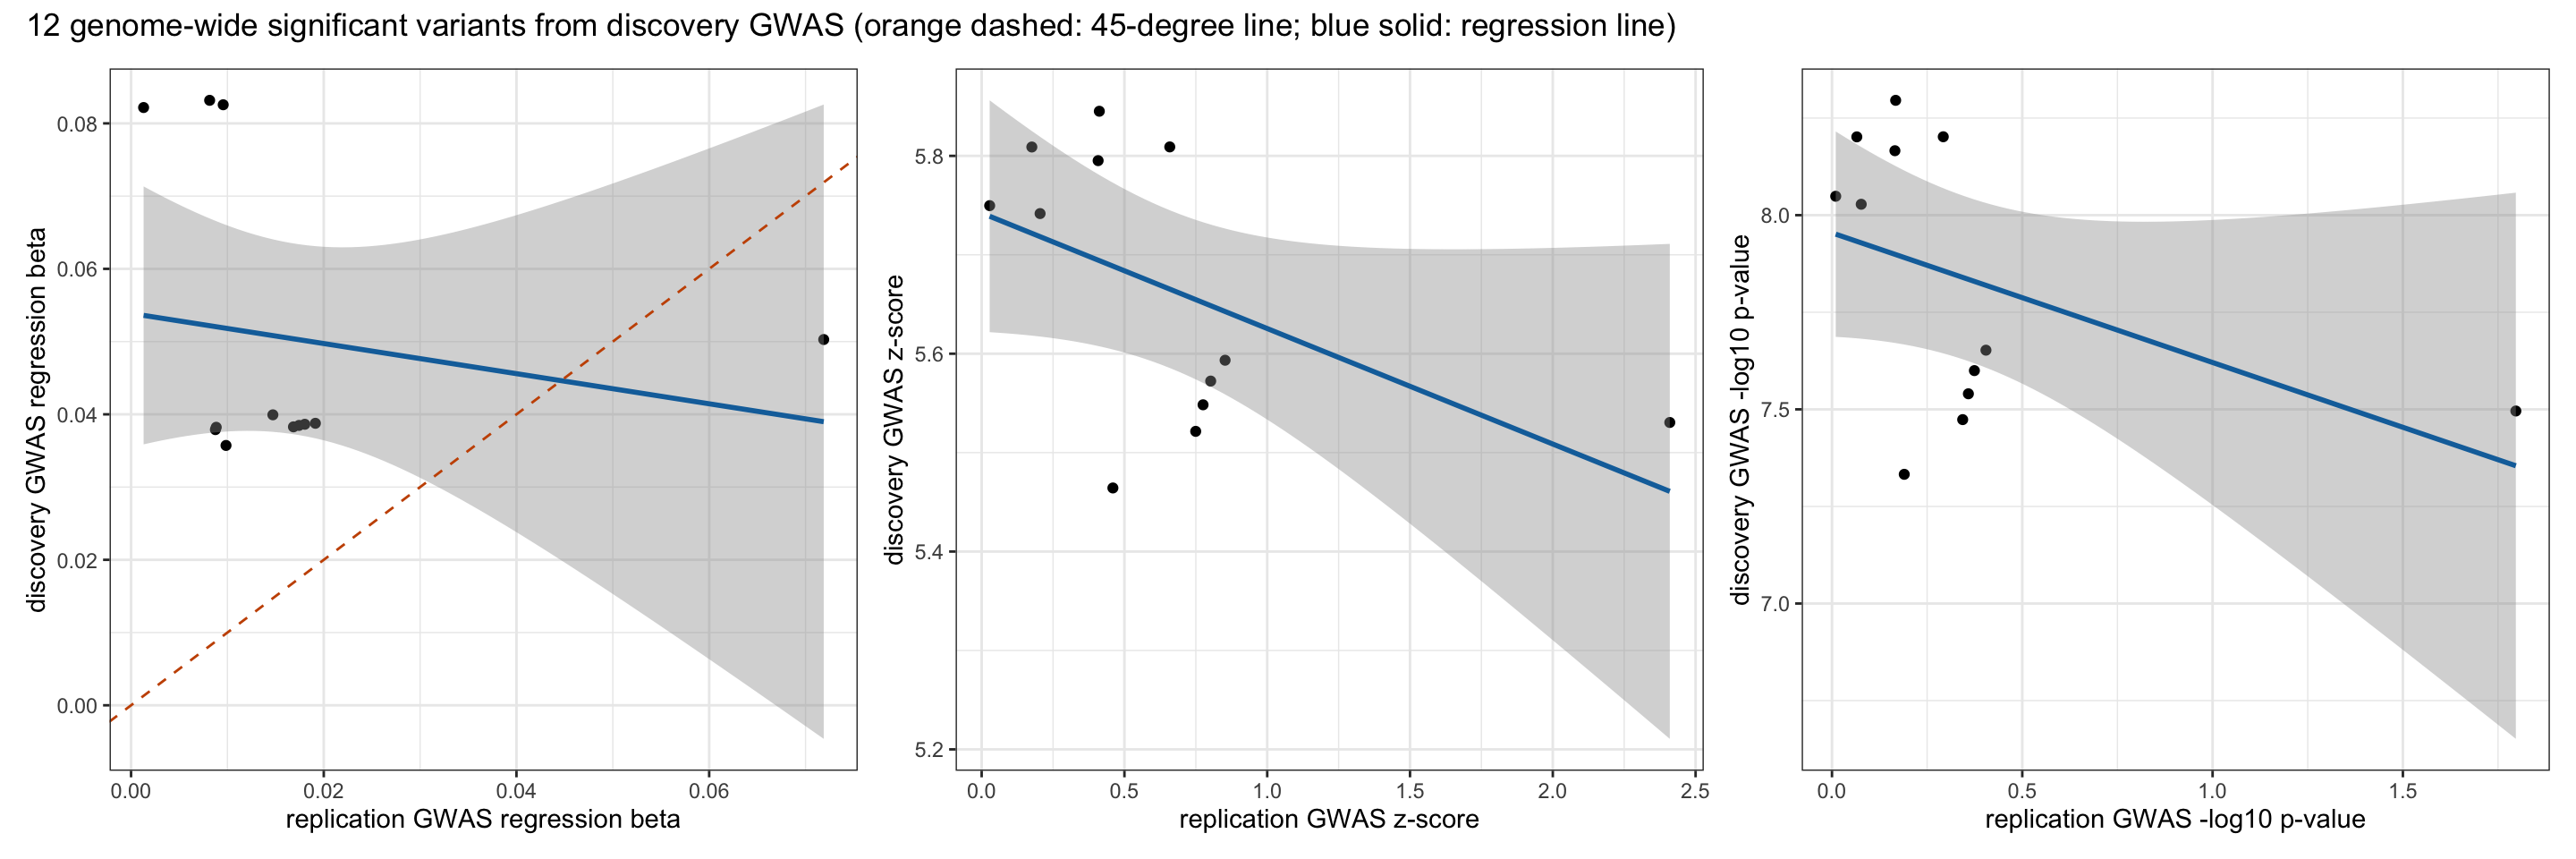 12 genome-wide significant variants from discovery GWAS (orange dashed: 45-degree line; blue solid: regression line)
discovery GWAS regression beta
0.08
0.06
0.04
0.02
0.00
0.00 0.02 0.04 0.06
replication GWAS regression beta
discovery GWAS z-score
5.8
5.6
5.4
5.2
0.0 0.5 1.0 1.5 2.0 2.5
replication GWAS z-score
discovery GWAS -log10 p-value
8.0
7.5
7.0
0.0 0.5 1.0 1.5
replication GWAS -log10 p-value